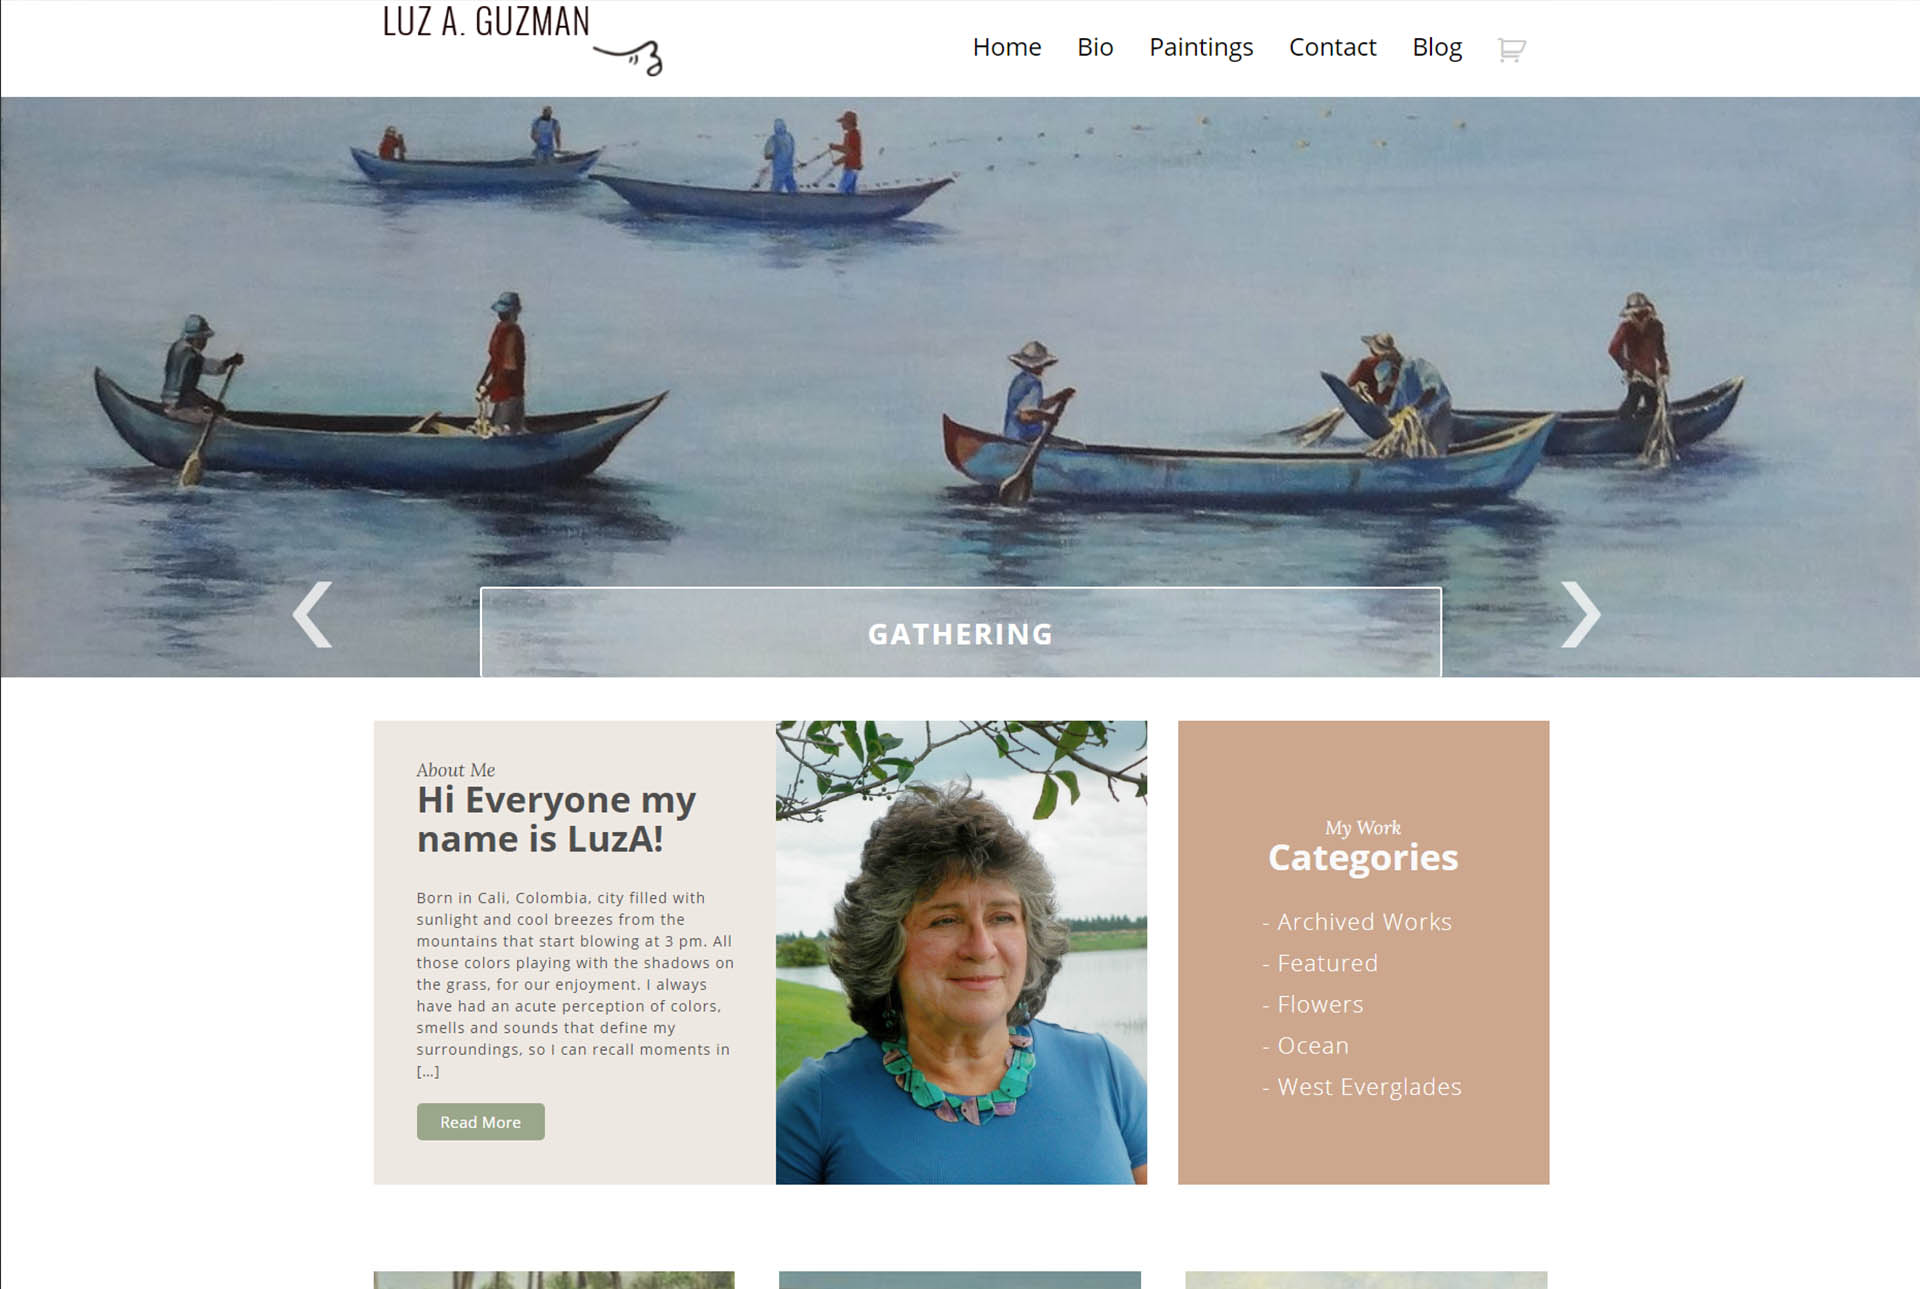 LUZ A. GUZMAN
Home Bio Paintings Contact Blog
GATHERING
About Me
Hi Everyone my
name is LuzA!
Born in Cali, Colombia, city filled with
sunlight and cool breezes from the
mountains that start blowing at 3 pm. All
those colors playing with the shadows on
the grass, for our enjoyment. I always
have had an acute perception of colors,
smells and sounds that define my
surroundings, so I can recall moments in
[…]
Read More
My Work
Categories
- Archived Works
- Featured
- Flowers
- Ocean
- West Everglades